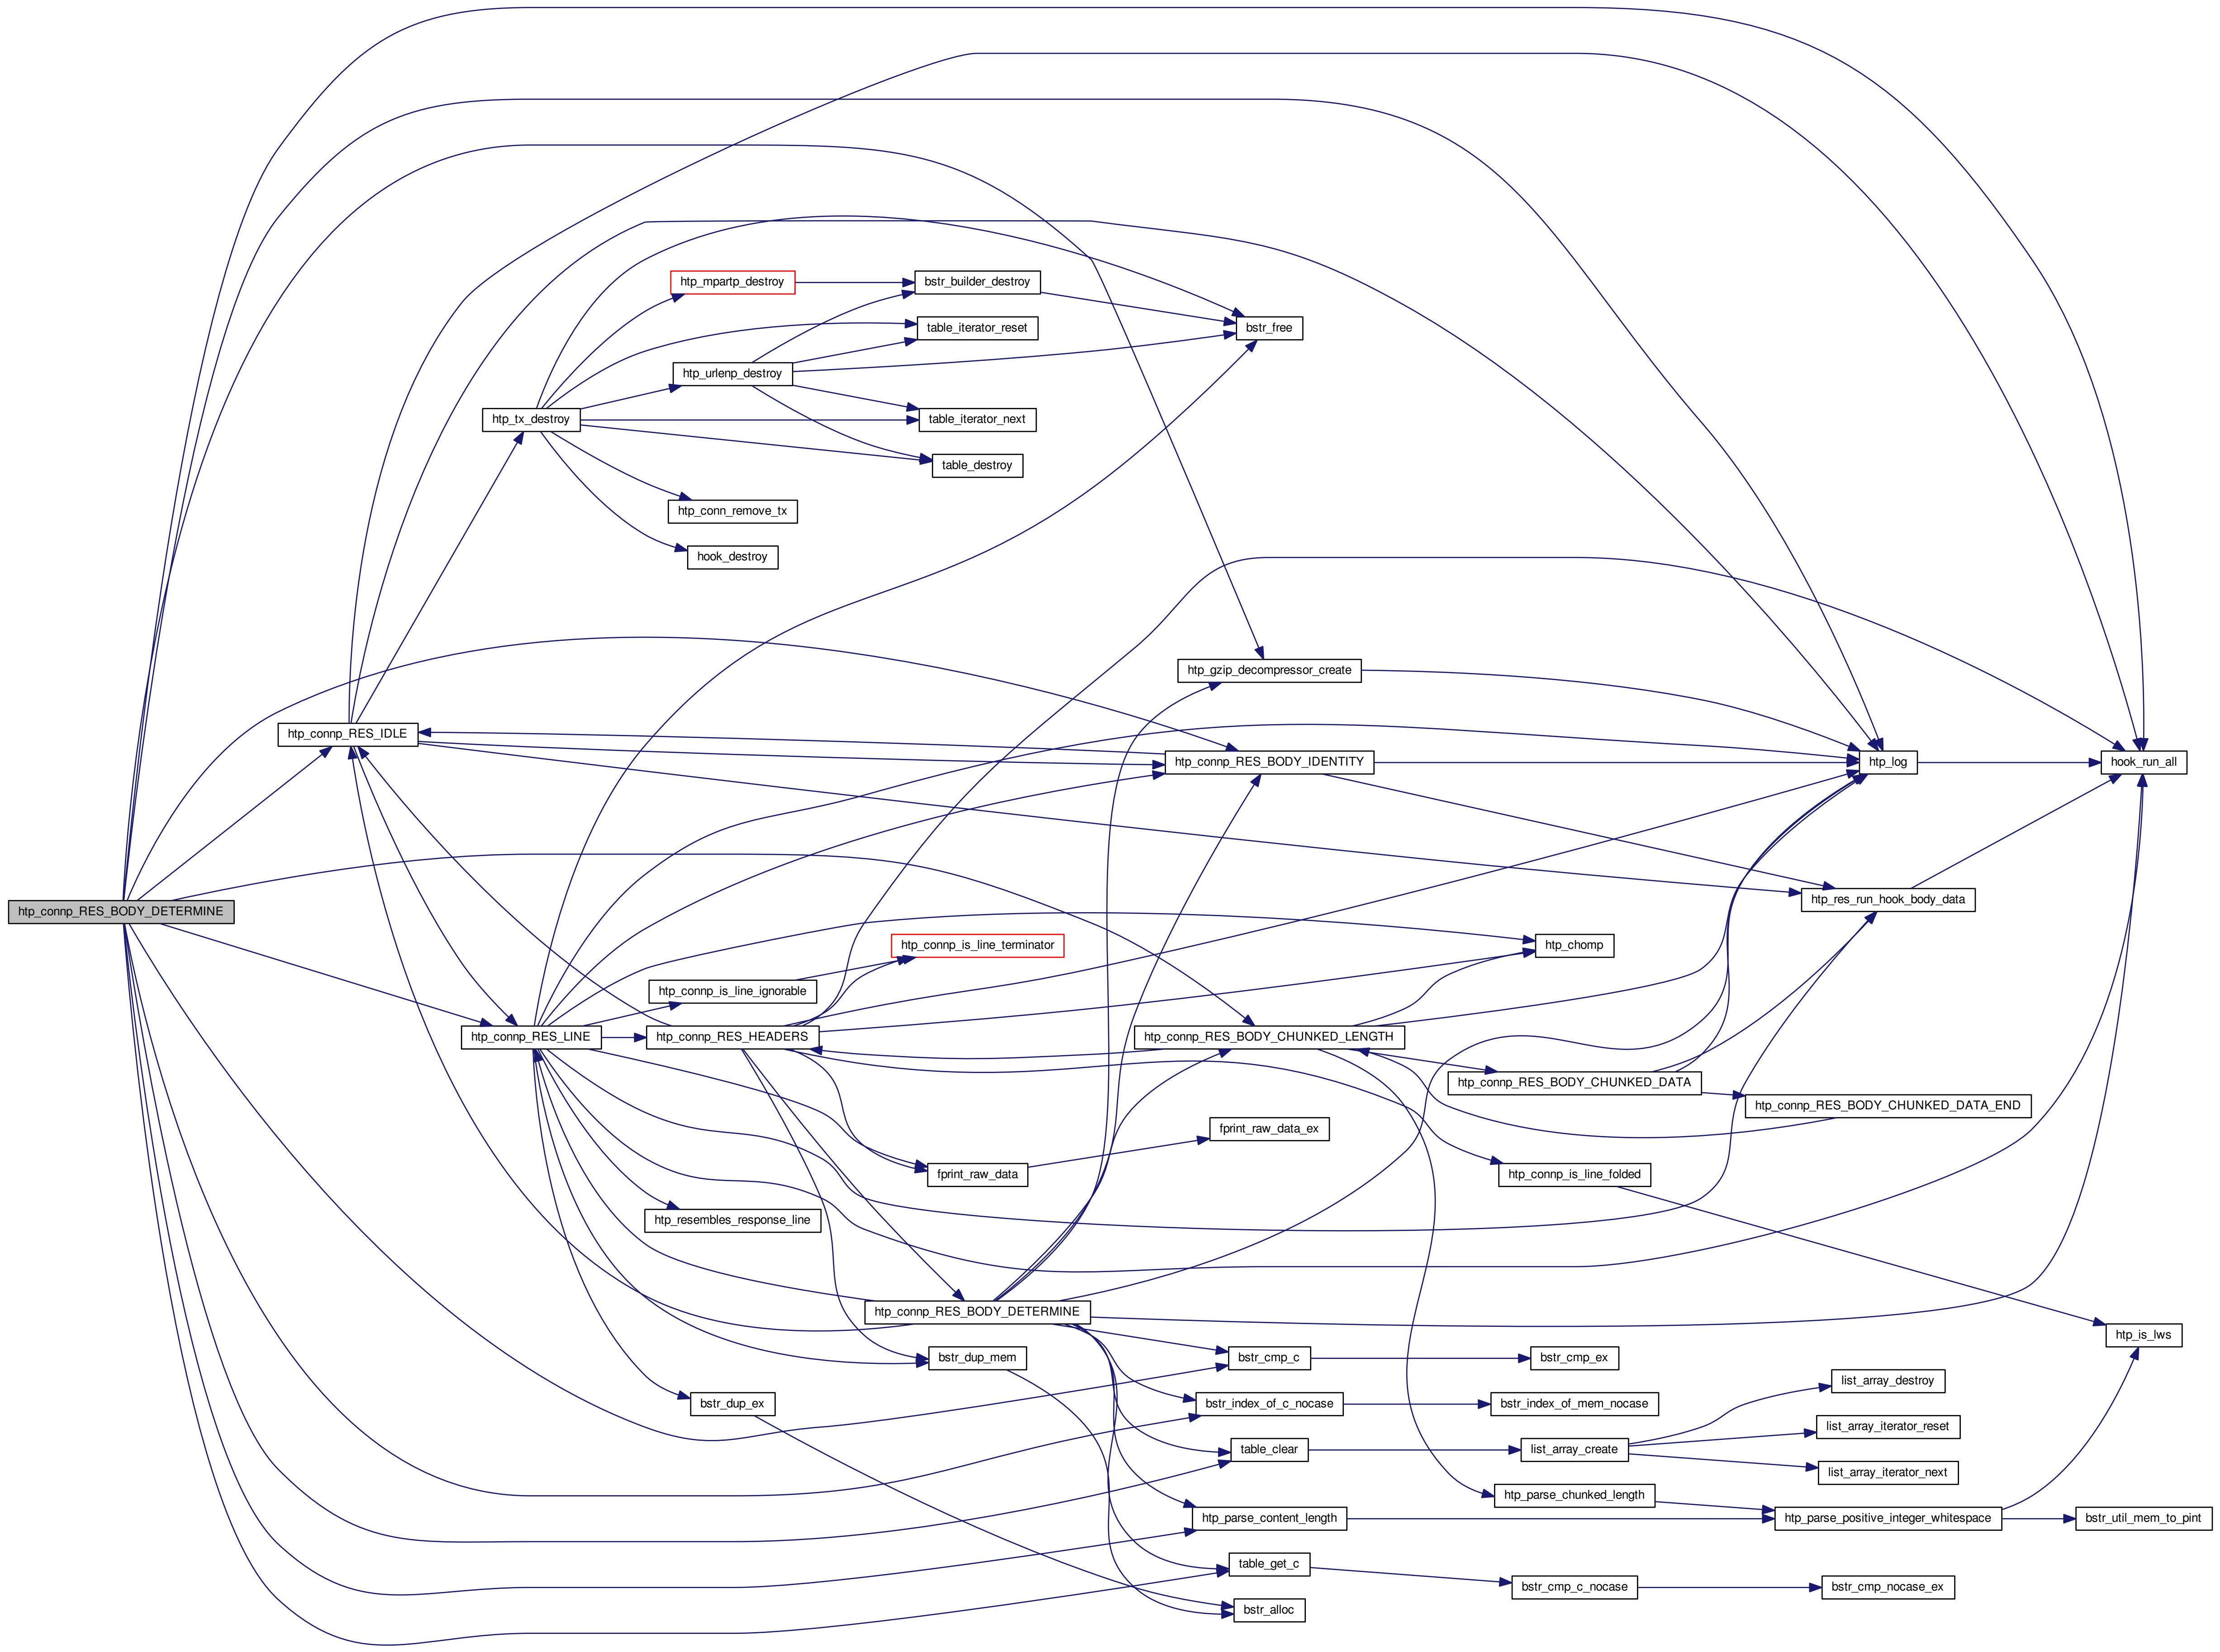 htp_mpartp_destroy
bstr_builder_destroy
table_iterator_reset
bstr_free
htp_urlenp_destroy
htp_tx_destroy
table_iterator_next
table_destroy
htp_conn_remove_tx
hook_destroy
htp_gzip_decompressor_create
htp_connp_RES_IDLE
htp_connp_RES_BODY_IDENTITY
htp_log
hook_run_all
htp_res_run_hook_body_data
htp_connp_RES_BODY_DETERMINE
htp_connp_is_line_terminator
htp_chomp
htp_connp_is_line_ignorable
htp_connp_RES_LINE
htp_connp_RES_HEADERS
htp_connp_RES_BODY_CHUNKED_LENGTH
htp_connp_RES_BODY_CHUNKED_DATA
htp_connp_RES_BODY_CHUNKED_DATA_END
fprint_raw_data_ex
fprint_raw_data
htp_connp_is_line_folded
htp_resembles_response_line
htp_connp_RES_BODY_DETERMINE
htp_is_lws
bstr_dup_mem
bstr_cmp_c
bstr_cmp_ex
list_array_destroy
bstr_dup_ex
bstr_index_of_c_nocase
bstr_index_of_mem_nocase
list_array_iterator_reset
table_clear
list_array_create
list_array_iterator_next
htp_parse_chunked_length
htp_parse_content_length
htp_parse_positive_integer_whitespace
bstr_util_mem_to_pint
table_get_c
bstr_cmp_c_nocase
bstr_cmp_nocase_ex
bstr_alloc